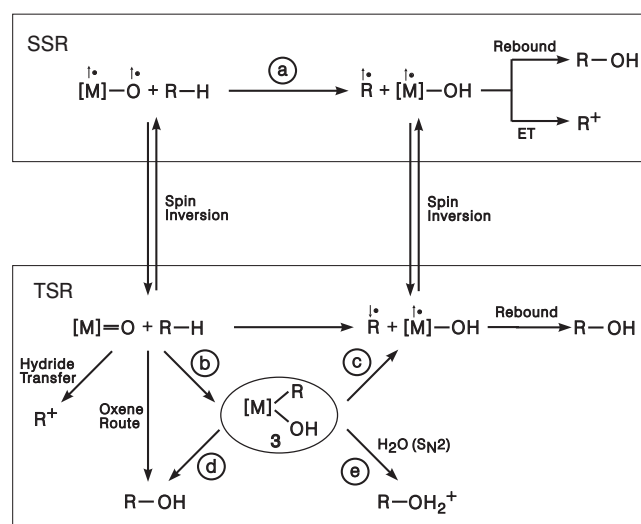 SSR
[M]—O + R—H
a
R + [M]—OH
Rebound
R—OH
ET
R+
Spin
Inversion
Spin
Inversion
TSR
[M]=O + R—H
R + [M]—OH
Rebound
R—OH
Hydride
Transfer
R+
Oxene
Route
b
[M]
R
OH
3
c
d
e
H2O (SN2)
R—OH
R—OH2+